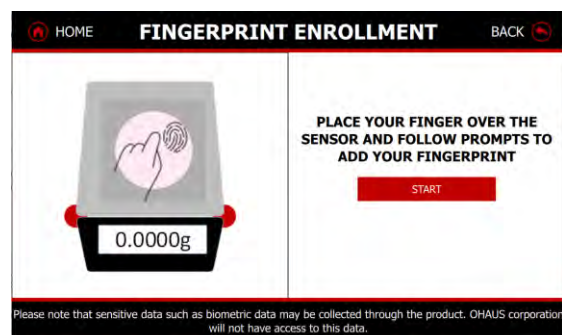 HOME FINGERPRINT ENROLLMENT BACK
PLACE YOUR FINGER OVER THE
SENSOR AND FOLLOW PROMPTS TO
ADD YOUR FINGERPRINT
START
0.0000g
Please note that sensitive data such as biometric data may be collected through the product. OHAUS corporation
will not have access to this data.